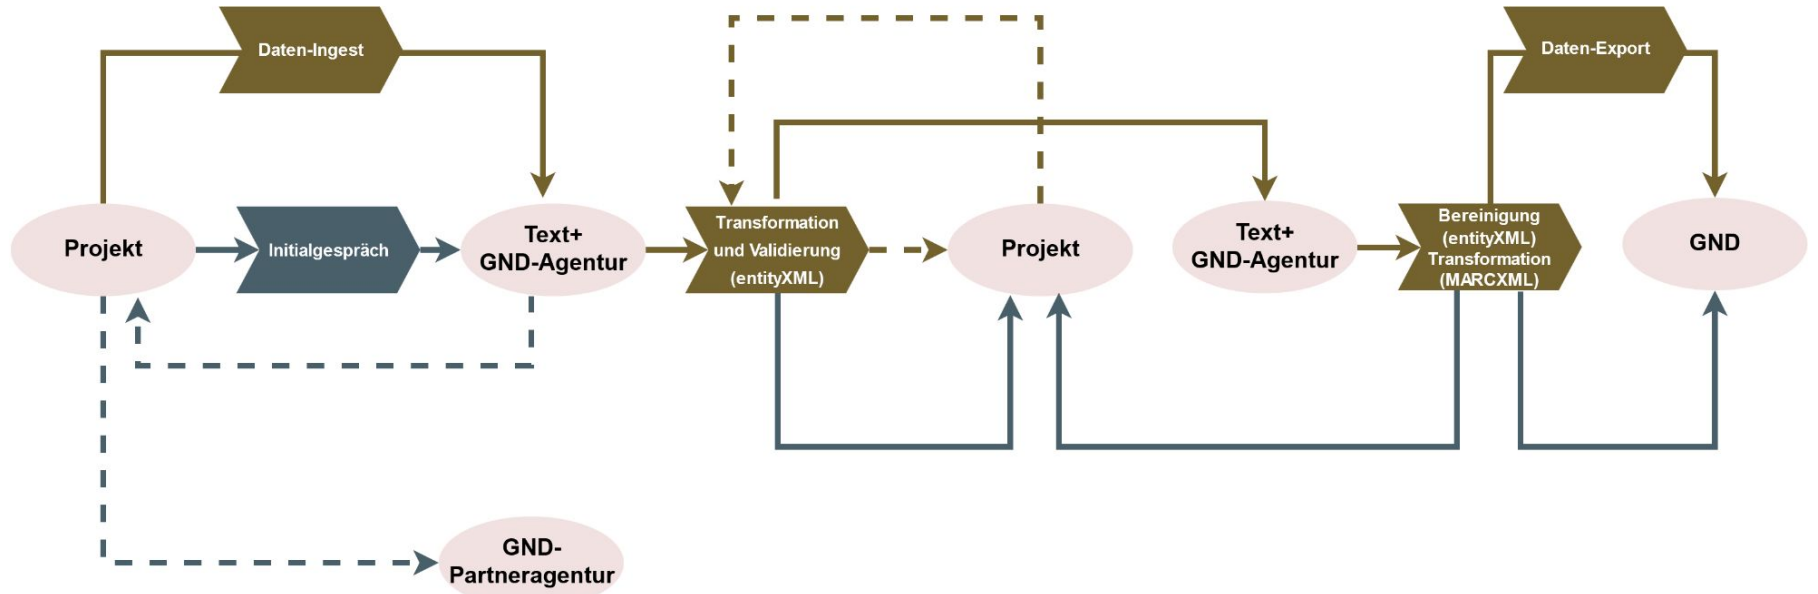 Daten-Ingest
Daten-Export
Projekt
Initialgespräch
Text+
GND-Agentur
Transformation
und Validierung
(entityXML)
Projekt
Text+
GND-Agentur
Bereinigung
(entityXML)
Transformation
(MARCXML)
GND
GND-
Partneragentur